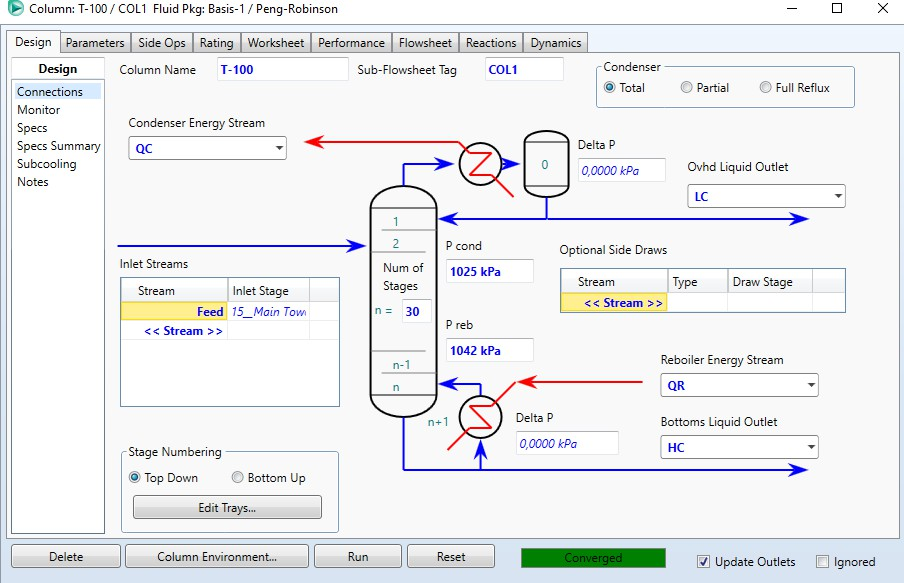 Column: T-100 / COL1 Fluid Pkg: Basis-1 / Peng-Robinson
Design Parameters Side Ops Rating Worksheet Performance Flowsheet Reactions Dynamics
Design
Connections
Monitor
Specs
Specs Summary
Subcooling
Notes
Column Name T-100 Sub-Flowsheet Tag COL1
Condenser
Total Partial Full Reflux
Condenser Energy Stream
QC
0
Delta P
0,0000 kPa
Ovhd Liquid Outlet
LC
1
2
Num of
Stages
n = 30
n-1
n
n+1
P cond
1025 kPa
P reb
1042 kPa
Inlet Streams
Stream Inlet Stage
Feed 15__Main Tow
<< Stream >>
Optional Side Draws
Stream Type Draw Stage
<< Stream >>
Reboiler Energy Stream
QR
Delta P
0,0000 kPa
Bottoms Liquid Outlet
HC
Stage Numbering
Top Down Bottom Up
Edit Trays...
Delete Column Environment... Run Reset Converged Update Outlets Ignored